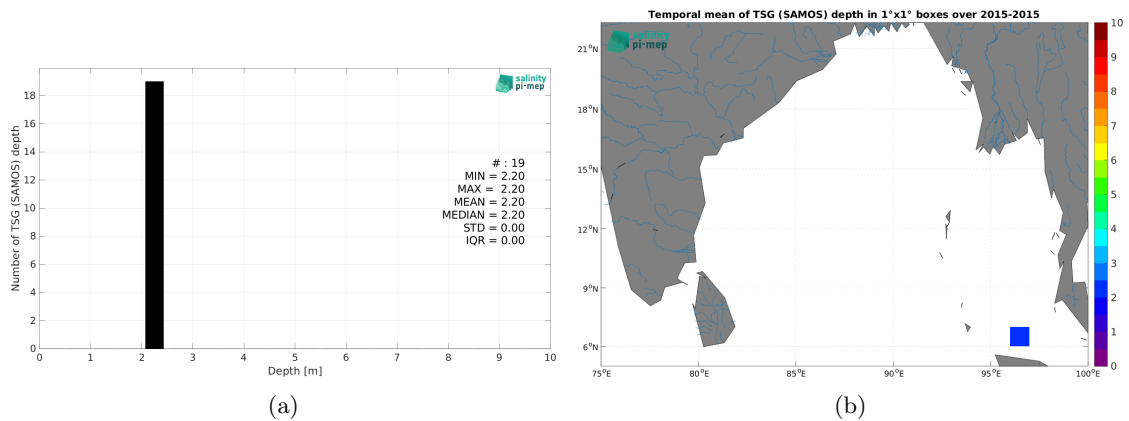 salinity
pi-mep
Number of TSG (SAMOS) depth
18
16
14
12
10
8
6
4
2
0
# : 19
MIN = 2.20
MAX = 2.20
MEAN = 2.20
MEDIAN = 2.20
STD = 0.00
IQR = 0.00
0 1 2 3 4 5 6 7 8 9 10
Depth [m]
(a)
Temporal mean of TSG (SAMOS) depth in 1°x1° boxes over 2015-2015
salinity
pi-mep
21°N
18°N
15°N
12°N
9°N
6°N
75°E 80°E 85°E 90°E 95°E 100°E
10
9
8
7
6
5
4
3
2
1
0
(b)